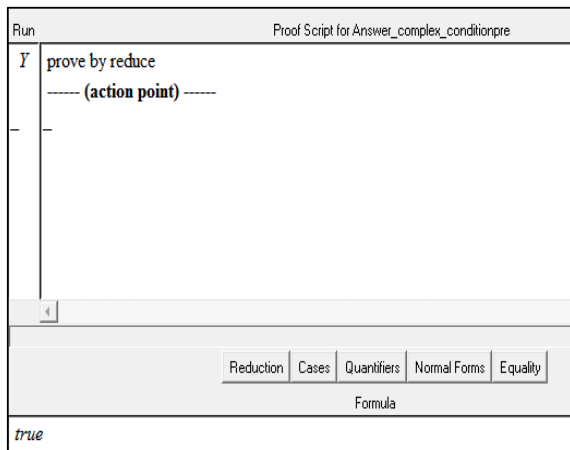 Run Proof Script for Answer_complex_conditionpre
Y prove by reduce
------ (action point) ------
Reduction Cases Quantifiers Normal Forms Equality
Formula
true